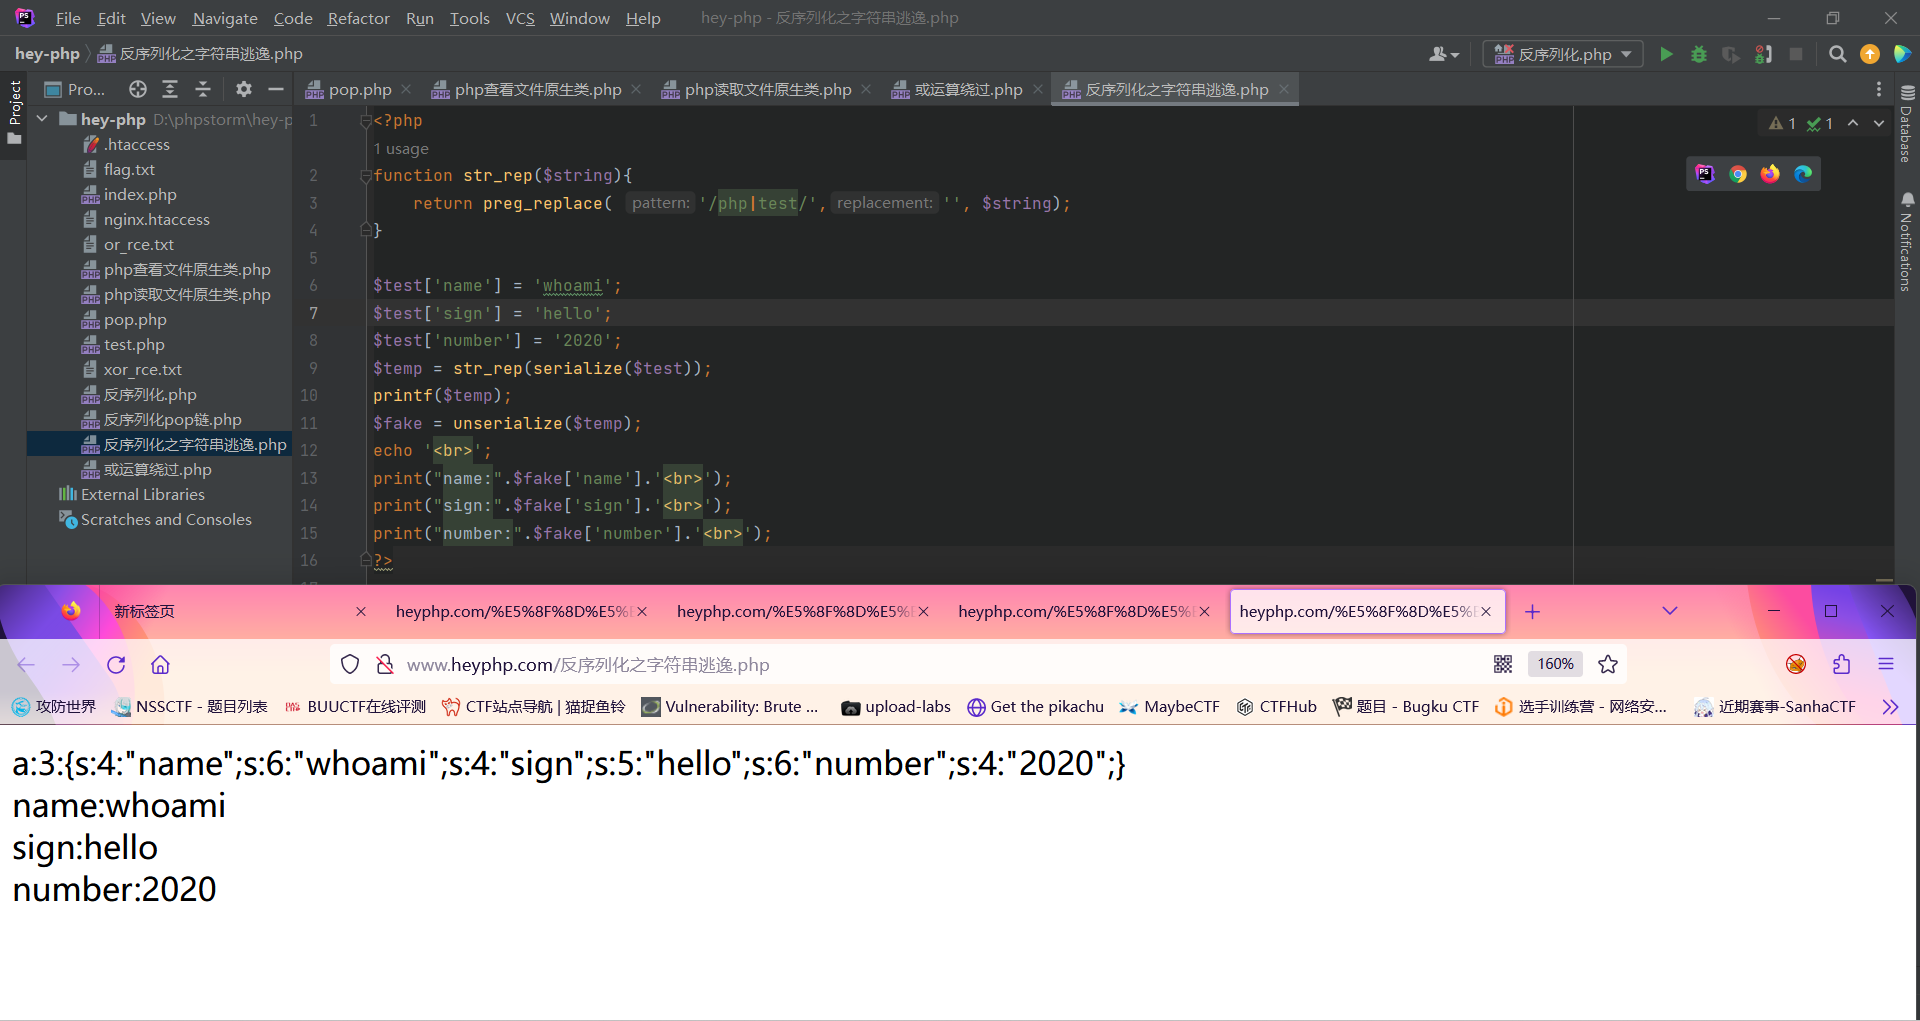 File Edit View Navigate Code Refactor Run Tools VCS Window Help hey-php - 反序列化之字符串逃逸.php
hey-php 反序列化之字符串逃逸.php 反序列化.php
Project
Pro...
pop.php php查看文件原生类.php php读取文件原生类.php 或运算绕过.php 反序列化之字符串逃逸.php
hey-php D:\phpstorm\hey-p
.htaccess
flag.txt
index.php
nginx.htaccess
or_rce.txt
php查看文件原生类.php
php读取文件原生类.php
pop.php
test.php
xor_rce.txt
反序列化.php
反序列化pop链.php
反序列化之字符串逃逸.php
或运算绕过.php
External Libraries
Scratches and Consoles
1 <?php
1 usage
2 function str_rep($string){
3 return preg_replace( pattern: '/php|test/', replacement: '', $string);
4 }
5
6 $test['name'] = 'whoami';
7 $test['sign'] = 'hello';
8 $test['number'] = '2020';
9 $temp = str_rep(serialize($test));
10 printf($temp);
11 $fake = unserialize($temp);
12 echo '<br>';
13 print("name:".$fake['name'].'<br>');
14 print("sign:".$fake['sign'].'<br>');
15 print("number:".$fake['number'].'<br>');
16 ?>
1 1
Database
Notifications
新标签页 heyphp.com/%E5%8F%8D%E5% heyphp.com/%E5%8F%8D%E5% heyphp.com/%E5%8F%8D%E5% heyphp.com/%E5%8F%8D%E5%
www.heyphp.com/反序列化之字符串逃逸.php 160%
攻防世界 NSSCTF - 题目列表 BUUCTF在线评测 CTF站点导航 | 猫捉鱼铃 Vulnerability: Brute ... upload-labs Get the pikachu MaybeCTF CTFHub 题目 - Bugku CTF 选手训练营 - 网络安... 近期赛事-SanhaCTF
a:3:{s:4:"name";s:6:"whoami";s:4:"sign";s:5:"hello";s:6:"number";s:4:"2020";}
name:whoami
sign:hello
number:2020